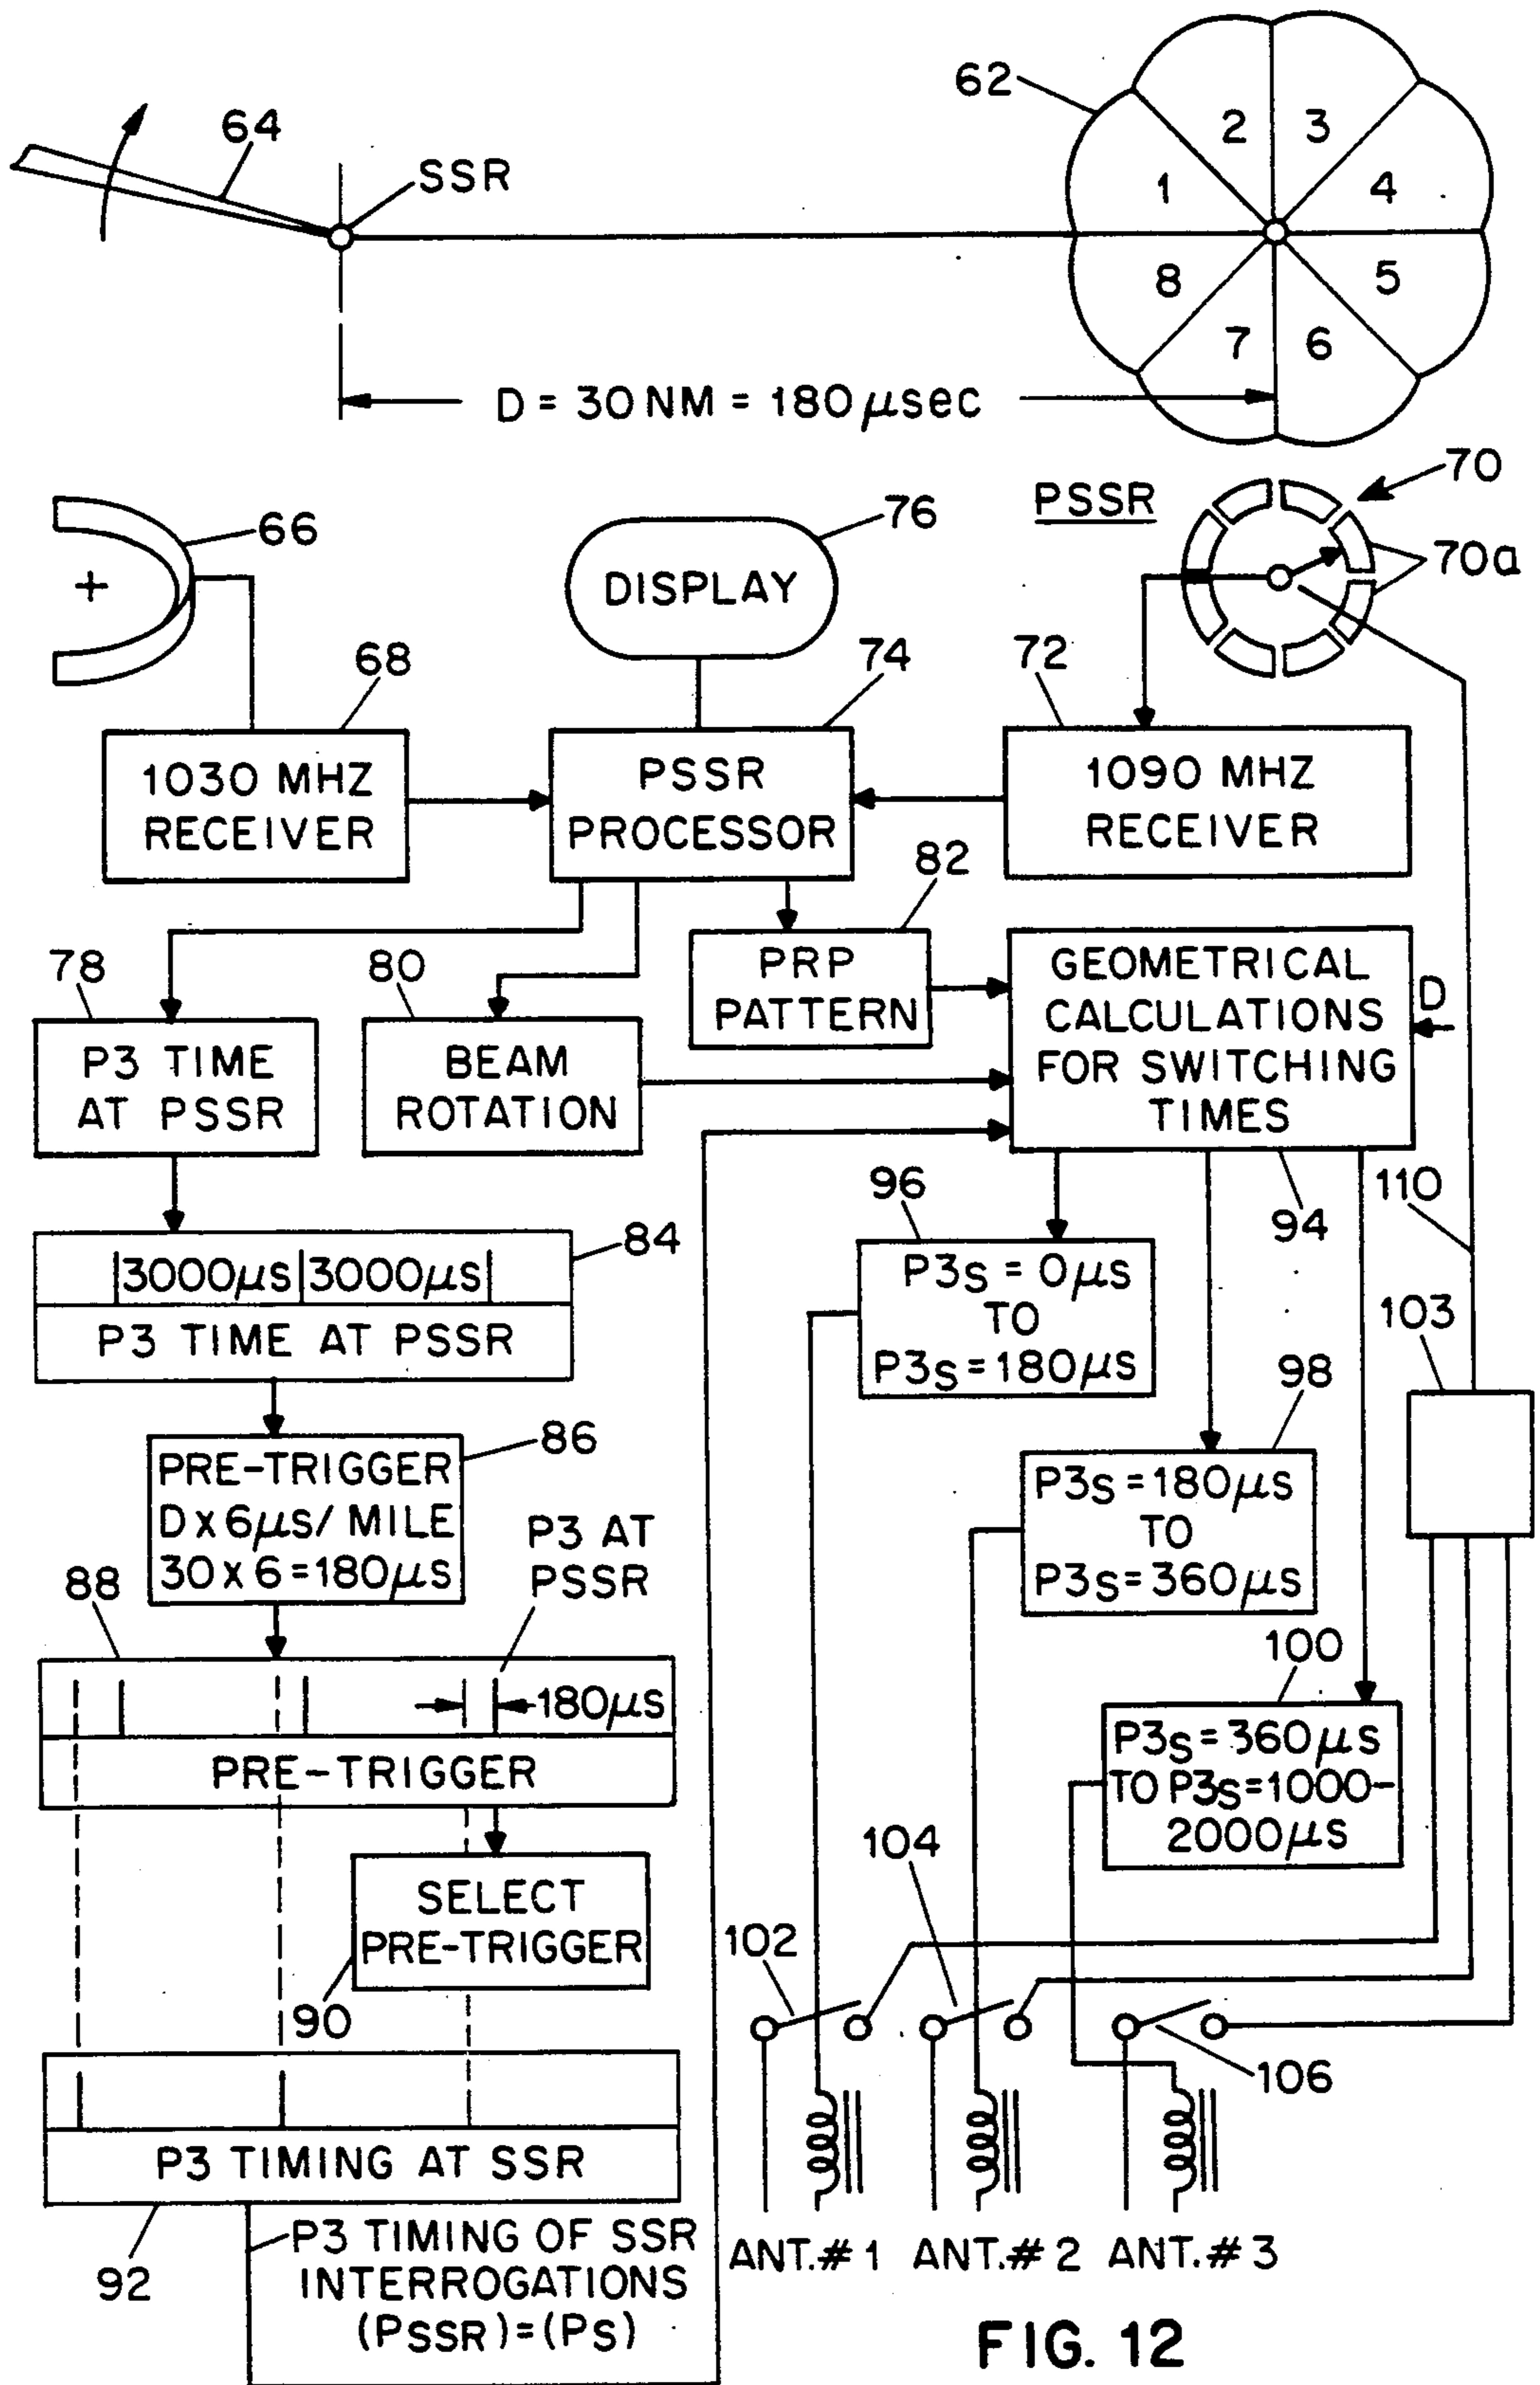 62
2 3
64
SSR
1 4
8 5
7 6
D = 30 NM = 180 μsec
70
PSSR
76
66
70a
DISPLAY
74
72
68
1030 MHZ
RECEIVER
PSSR
PROCESSOR
1090 MHZ
RECEIVER
82
78
80
PRP
PATTERN
GEOMETRICAL
CALCULATIONS
FOR SWITCHING
TIMES
D
P3 TIME
AT PSSR
BEAM
ROTATION
96
94
110
84
3000μs 3000μs
P3 TIME AT PSSR
P3s = 0μs
TO
P3s = 180μs
103
98
86
PRE-TRIGGER
D x 6μs / MILE
30 x 6 = 180μs
P3 AT
PSSR
P3s = 180μs
TO
P3s = 360μs
88
100
180μs
PRE-TRIGGER
P3s = 360μs
TO P3s = 1000-
2000μs
104
SELECT
PRE-TRIGGER
102
90
106
P3 TIMING AT SSR
P3 TIMING OF SSR
INTERROGATIONS
(PSSR) = (Ps)
92
ANT. # 1 ANT. # 2 ANT. # 3
FIG. 12